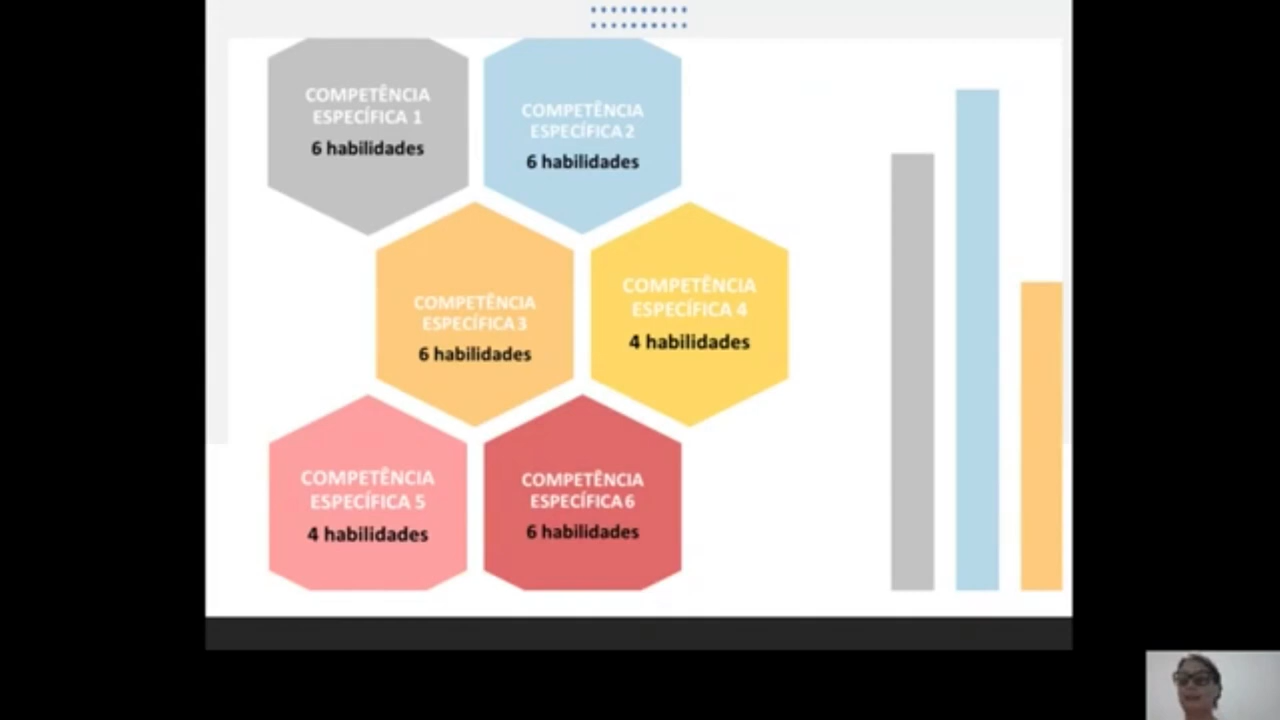 COMPETÊNCIA
ESPECÍFICA 1
6 habilidades
COMPETÊNCIA
ESPECÍFICA 2
6 habilidades
COMPETÊNCIA
ESPECÍFICA 3
6 habilidades
COMPETÊNCIA
ESPECÍFICA 4
4 habilidades
COMPETÊNCIA
ESPECÍFICA 5
4 habilidades
COMPETÊNCIA
ESPECÍFICA 6
6 habilidades